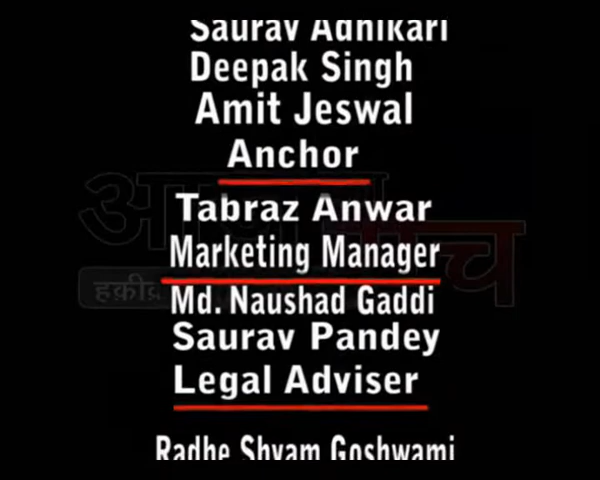 Saurav Adhikari
Deepak Singh
Amit Jeswal
Anchor
Tabraz Anwar
Marketing Manager
Md. Naushad Gaddi
Saurav Pandey
Legal Adviser
Radhe Shyam Goshwami